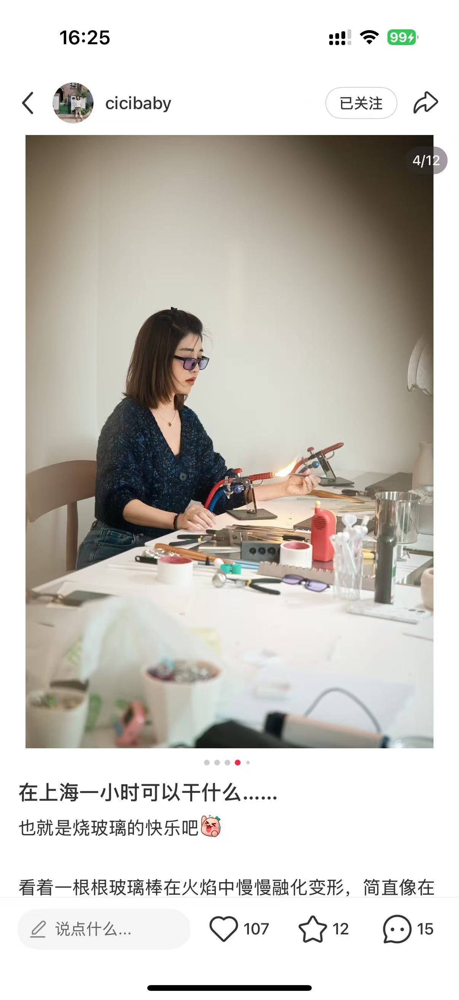 16:25
99
cicibaby
已关注
4/12
在上海一小时可以干什么……
也就是烧玻璃的快乐吧
看着一根根玻璃棒在火焰中慢慢融化变形，简直像在
说点什么...
107
12
15